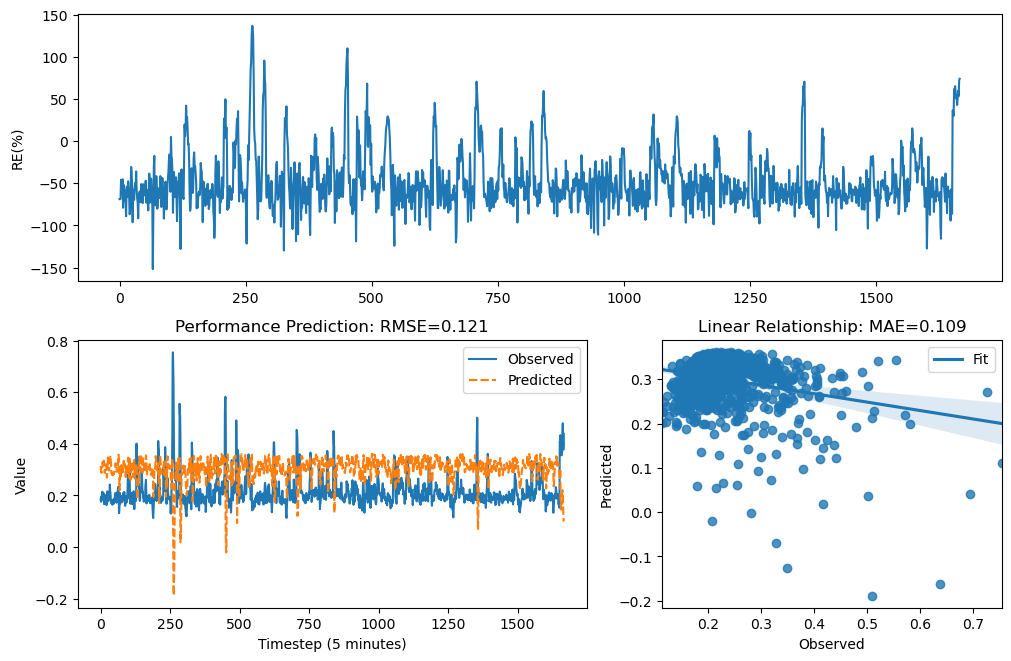 150
100
50
0
−50
−100
−150
RE(%)
0 250 500 750 1000 1250 1500
Performance Prediction: RMSE=0.121
0.8
0.6
0.4
0.2
0.0
−0.2
Value
Observed
Predicted
0 250 500 750 1000 1250 1500
Timestep (5 minutes)
Linear Relationship: MAE=0.109
0.3
0.2
0.1
0.0
−0.1
−0.2
Predicted
Fit
0.2 0.3 0.4 0.5 0.6 0.7
Observed